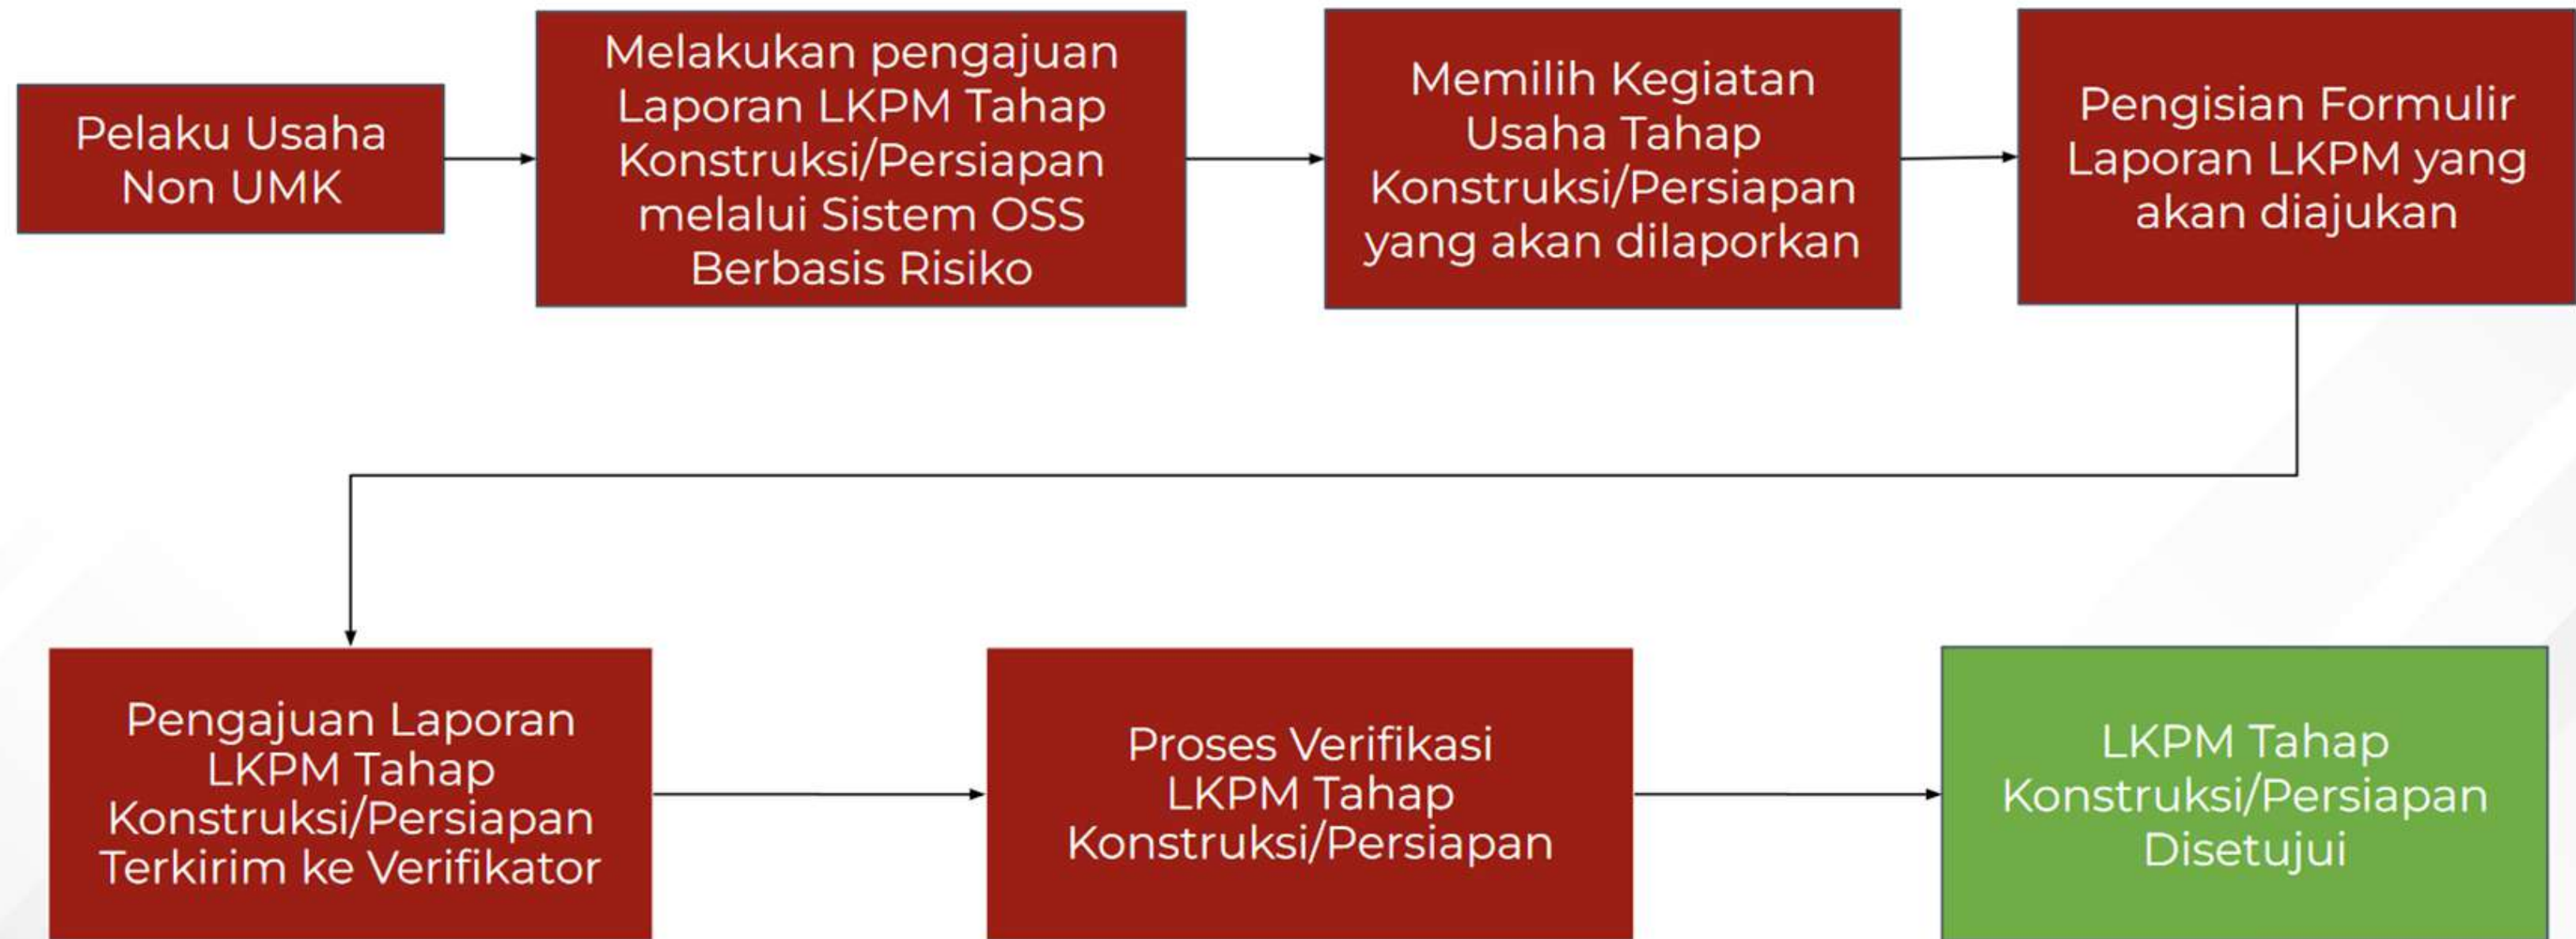 Pelaku Usaha
Non UMK
Melakukan pengajuan
Laporan LKPM Tahap
Konstruksi/Persiapan
melalui Sistem OSS
Berbasis Risiko
Memilih Kegiatan
Usaha Tahap
Konstruksi/Persiapan
yang akan dilaporkan
Pengisian Formulir
Laporan LKPM yang
akan diajukan
Pengajuan Laporan
LKPM Tahap
Konstruksi/Persiapan
Terkirim ke Verifikator
Proses Verifikasi
LKPM Tahap
Konstruksi/Persiapan
LKPM Tahap
Konstruksi/Persiapan
Disetujui